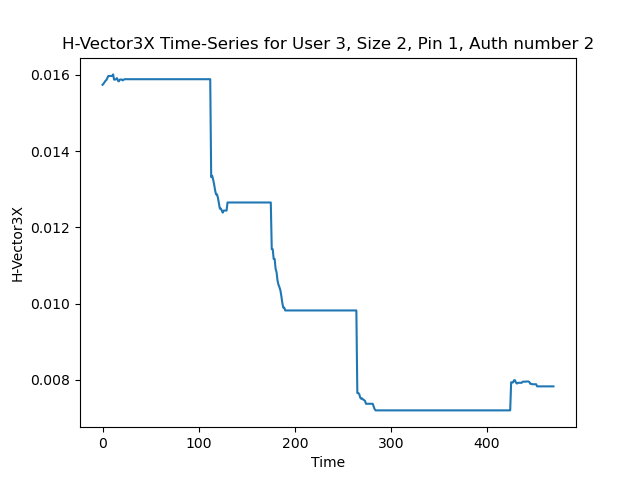 H-Vector3X Time-Series for User 3, Size 2, Pin 1, Auth number 2
0.016
0.014
0.012
0.010
0.008
H-Vector3X
0 100 200 300 400
Time